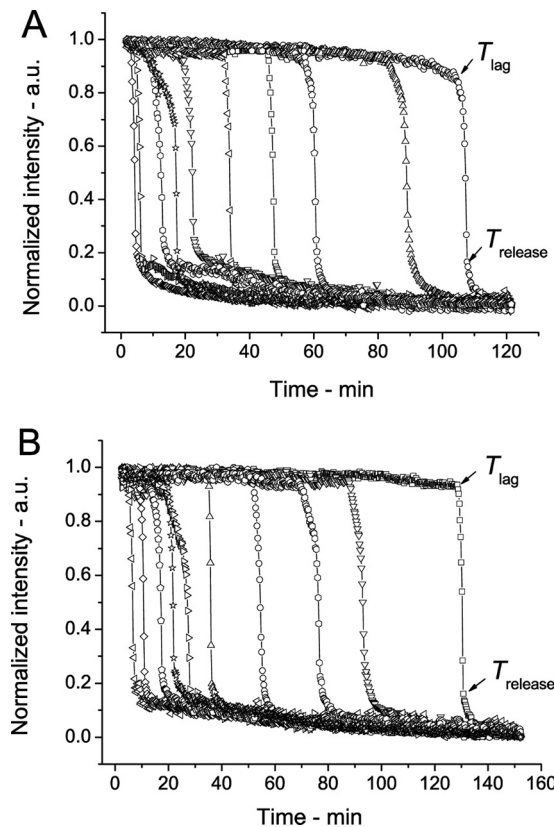 A
Normalized intensity - a.u.
1.0
0.8
0.6
0.4
0.2
0.0
T lag
T release
0 20 40 60 80 100 120
Time - min
B
Normalized intensity - a.u.
1.0
0.8
0.6
0.4
0.2
0.0
T lag
T release
0 20 40 60 80 100 120 140 160
Time - min